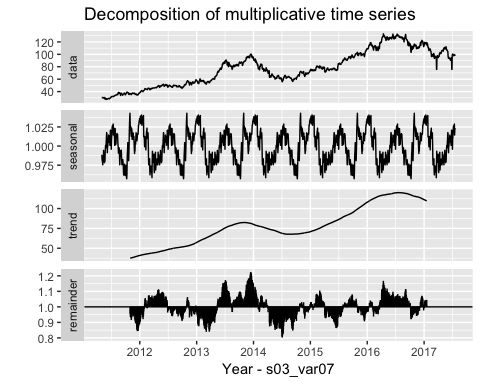 Decomposition of multiplicative time series
120
100
80
60
40
data
1.025
1.000
0.975
seasonal
100
75
50
trend
1.2
1.1
1.0
0.9
0.8
remainder
2012 2013 2014 2015 2016 2017
Year - s03_var07